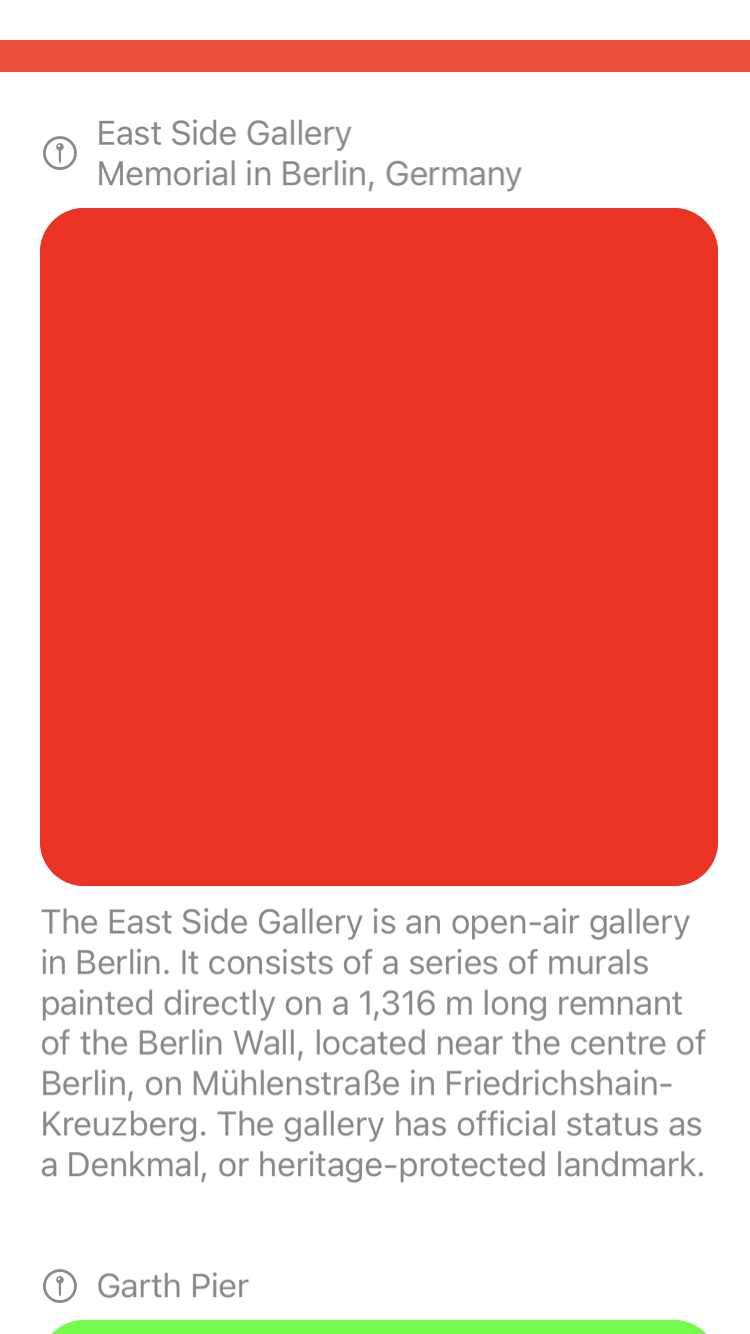 East Side Gallery
Memorial in Berlin, Germany
The East Side Gallery is an open-air gallery
in Berlin. It consists of a series of murals
painted directly on a 1,316 m long remnant
of the Berlin Wall, located near the centre of
Berlin, on Mühlenstraße in Friedrichshain-
Kreuzberg. The gallery has official status as
a Denkmal, or heritage-protected landmark.
Garth Pier